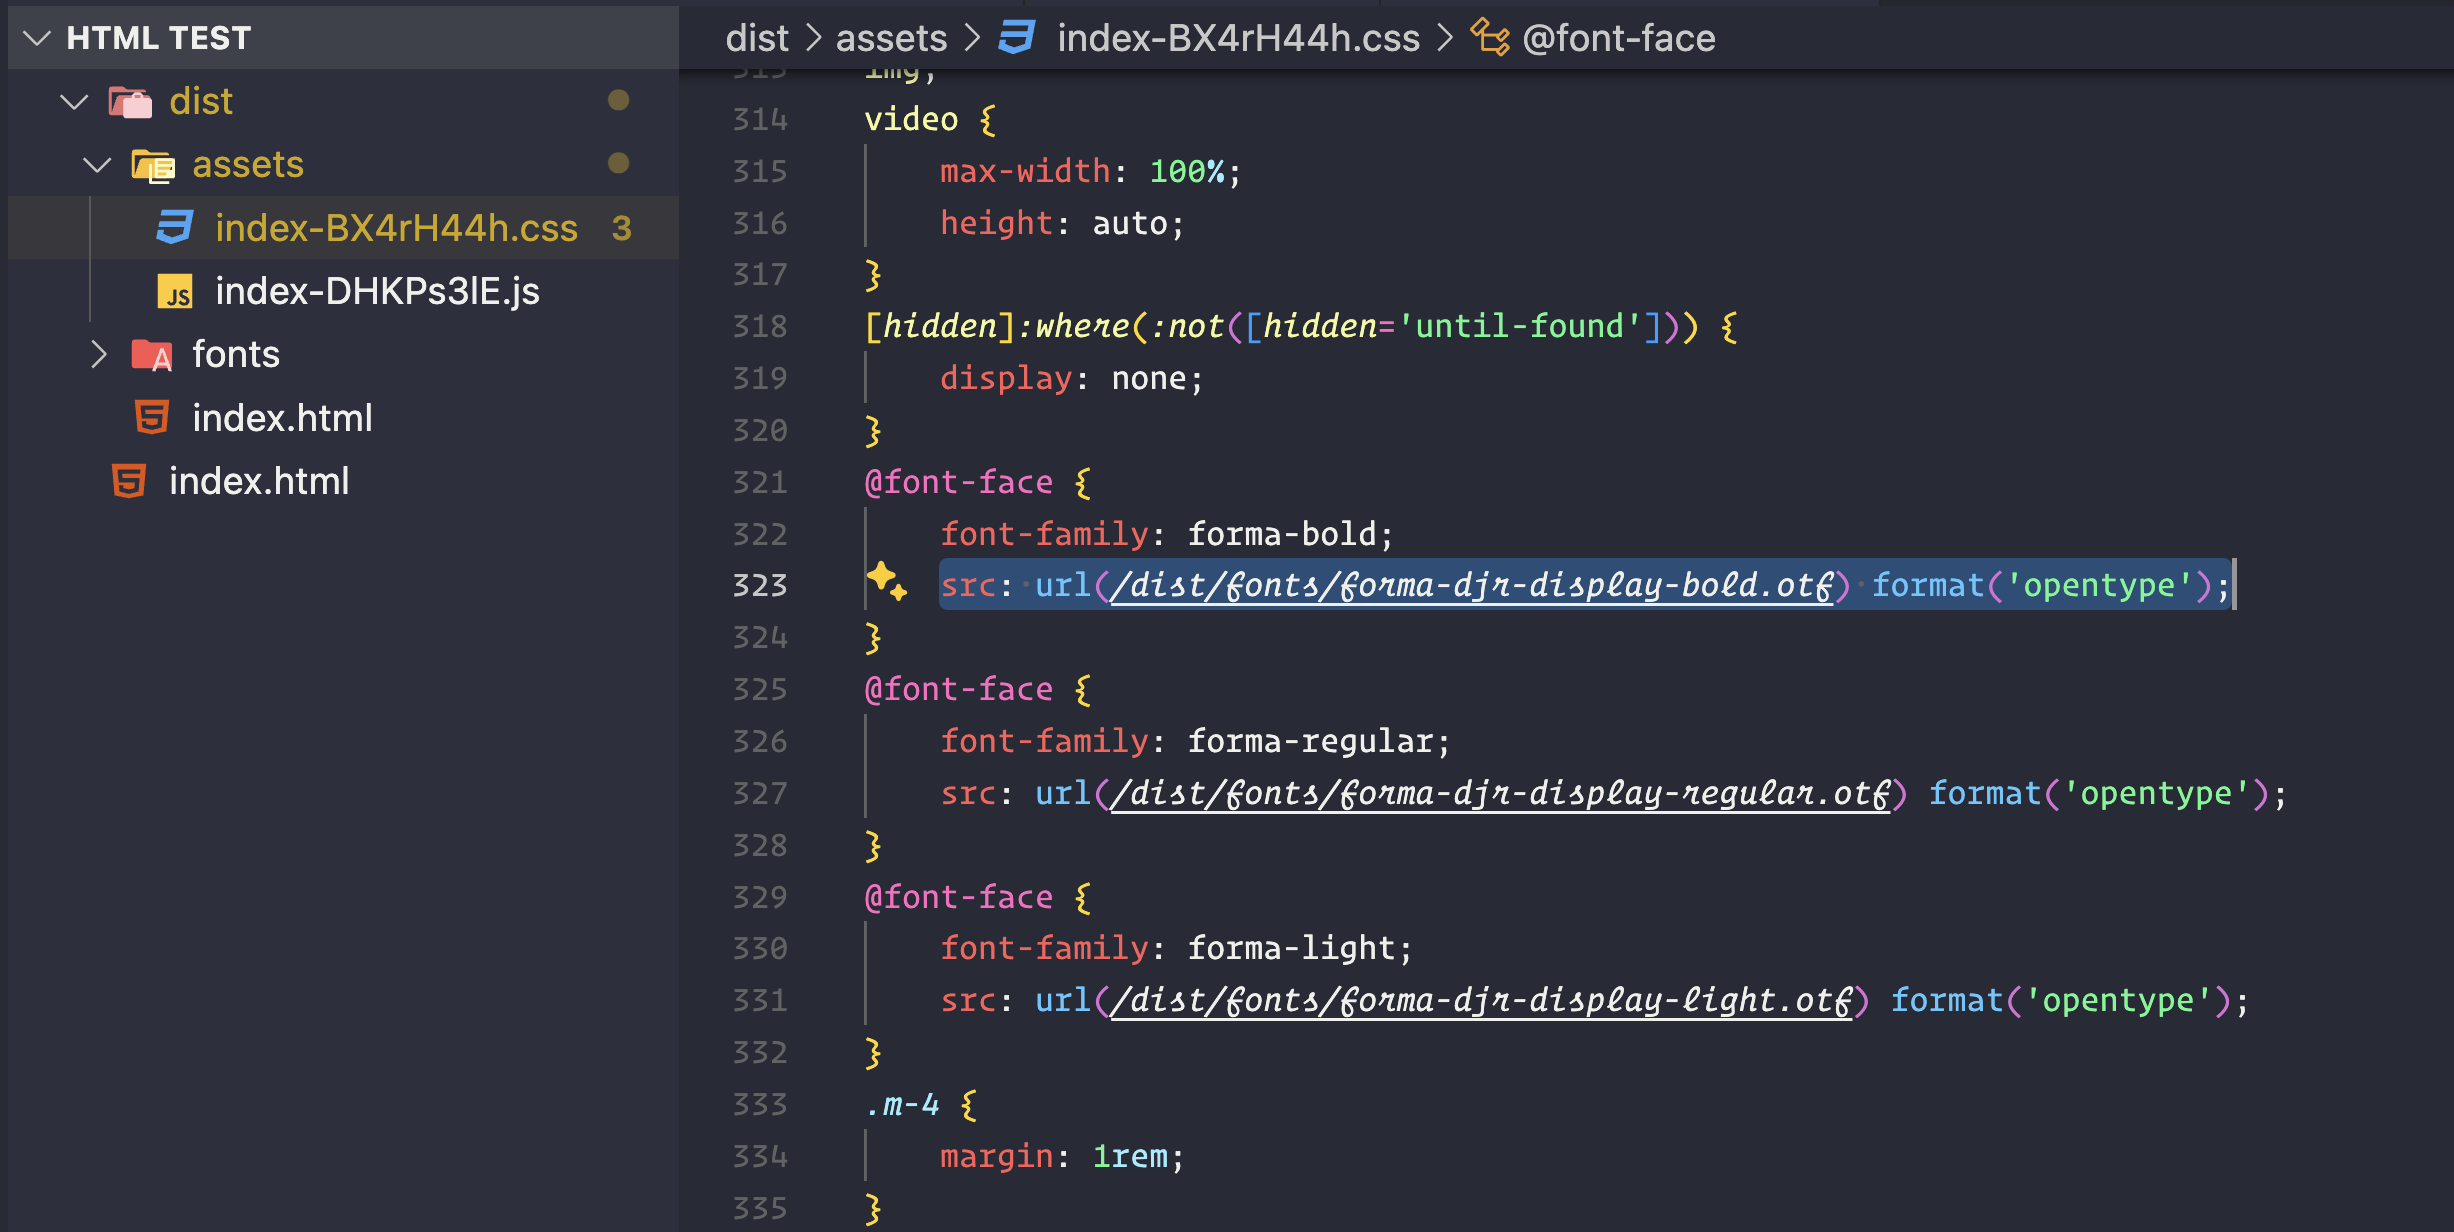 HTML TEST
dist
assets
index-BX4rH44h.css 3
JS index-DHKPs3lE.js
A fonts
index.html
index.html
dist > assets > index-BX4rH44h.css > @font-face
313 img,
314 video {
315 max-width: 100%;
316 height: auto;
317 }
318 [hidden]:where(:not([hidden='until-found'])) {
319 display: none;
320 }
321 @font-face {
322 font-family: forma-bold;
323 src: url(/dist/fonts/forma-djr-display-bold.otf) format('opentype');
324 }
325 @font-face {
326 font-family: forma-regular;
327 src: url(/dist/fonts/forma-djr-display-regular.otf) format('opentype');
328 }
329 @font-face {
330 font-family: forma-light;
331 src: url(/dist/fonts/forma-djr-display-light.otf) format('opentype');
332 }
333 .m-4 {
334 margin: 1rem;
335 }